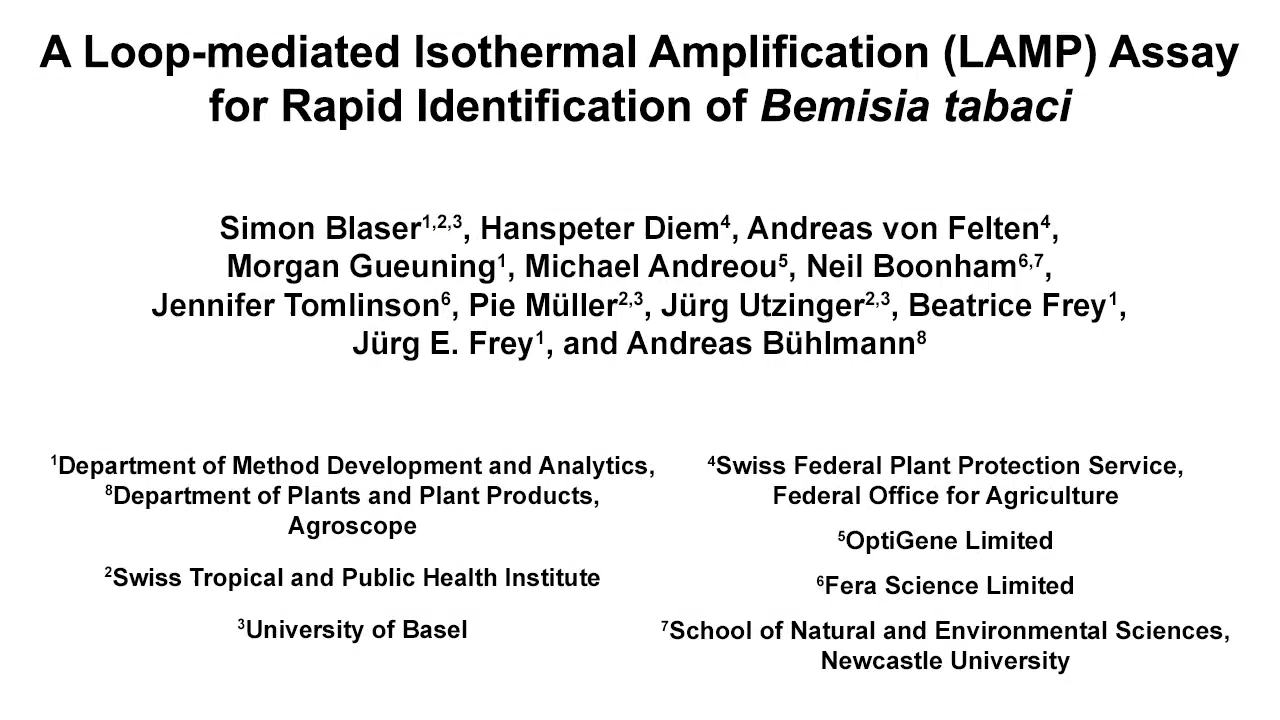 A Loop-mediated Isothermal Amplification (LAMP) Assay
for Rapid Identification of Bemisia tabaci
Simon Blaser1,2,3, Hanspeter Diem4, Andreas von Felten4,
Morgan Gueuning1, Michael Andreou5, Neil Boonham6,7,
Jennifer Tomlinson6, Pie Müller2,3, Jürg Utzinger2,3, Beatrice Frey1,
Jürg E. Frey1, and Andreas Bühlmann8
1Department of Method Development and Analytics,
8Department of Plants and Plant Products,
Agroscope
2Swiss Tropical and Public Health Institute
3University of Basel
4Swiss Federal Plant Protection Service,
Federal Office for Agriculture
5OptiGene Limited
6Fera Science Limited
7School of Natural and Environmental Sciences,
Newcastle University